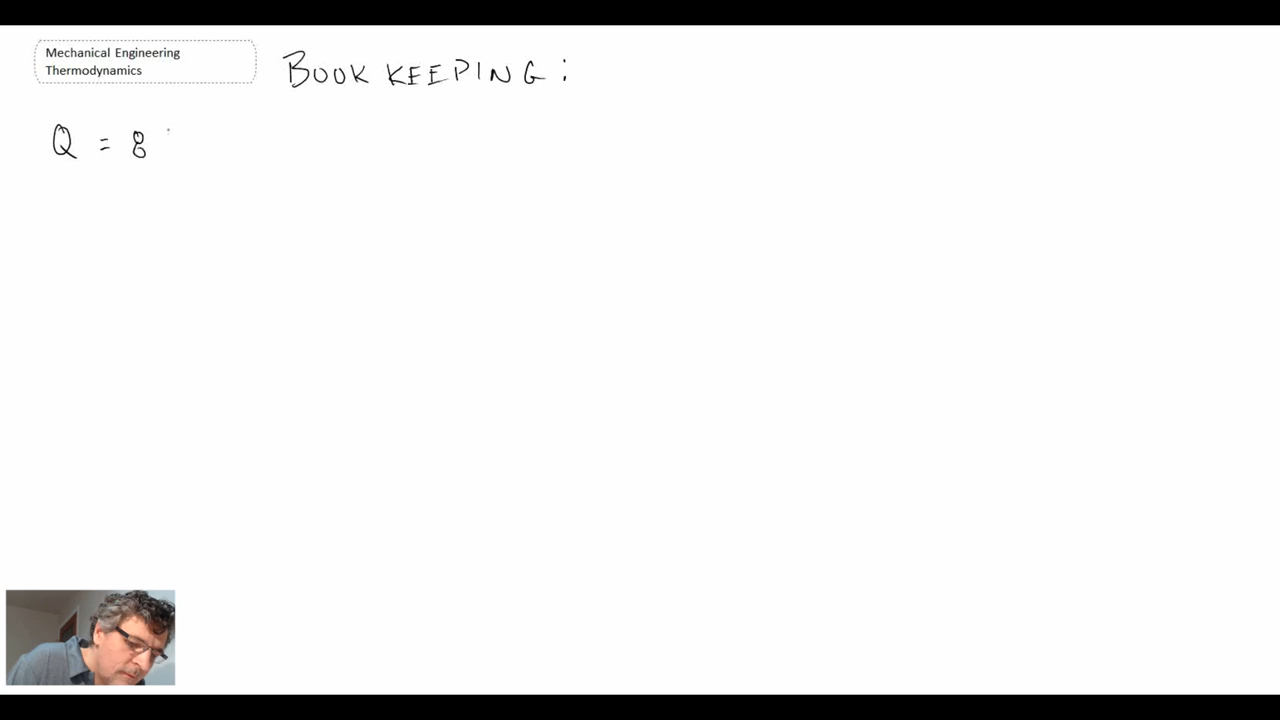 Mechanical Engineering
Thermodynamics
BOOK KEEPING:
Q = 8